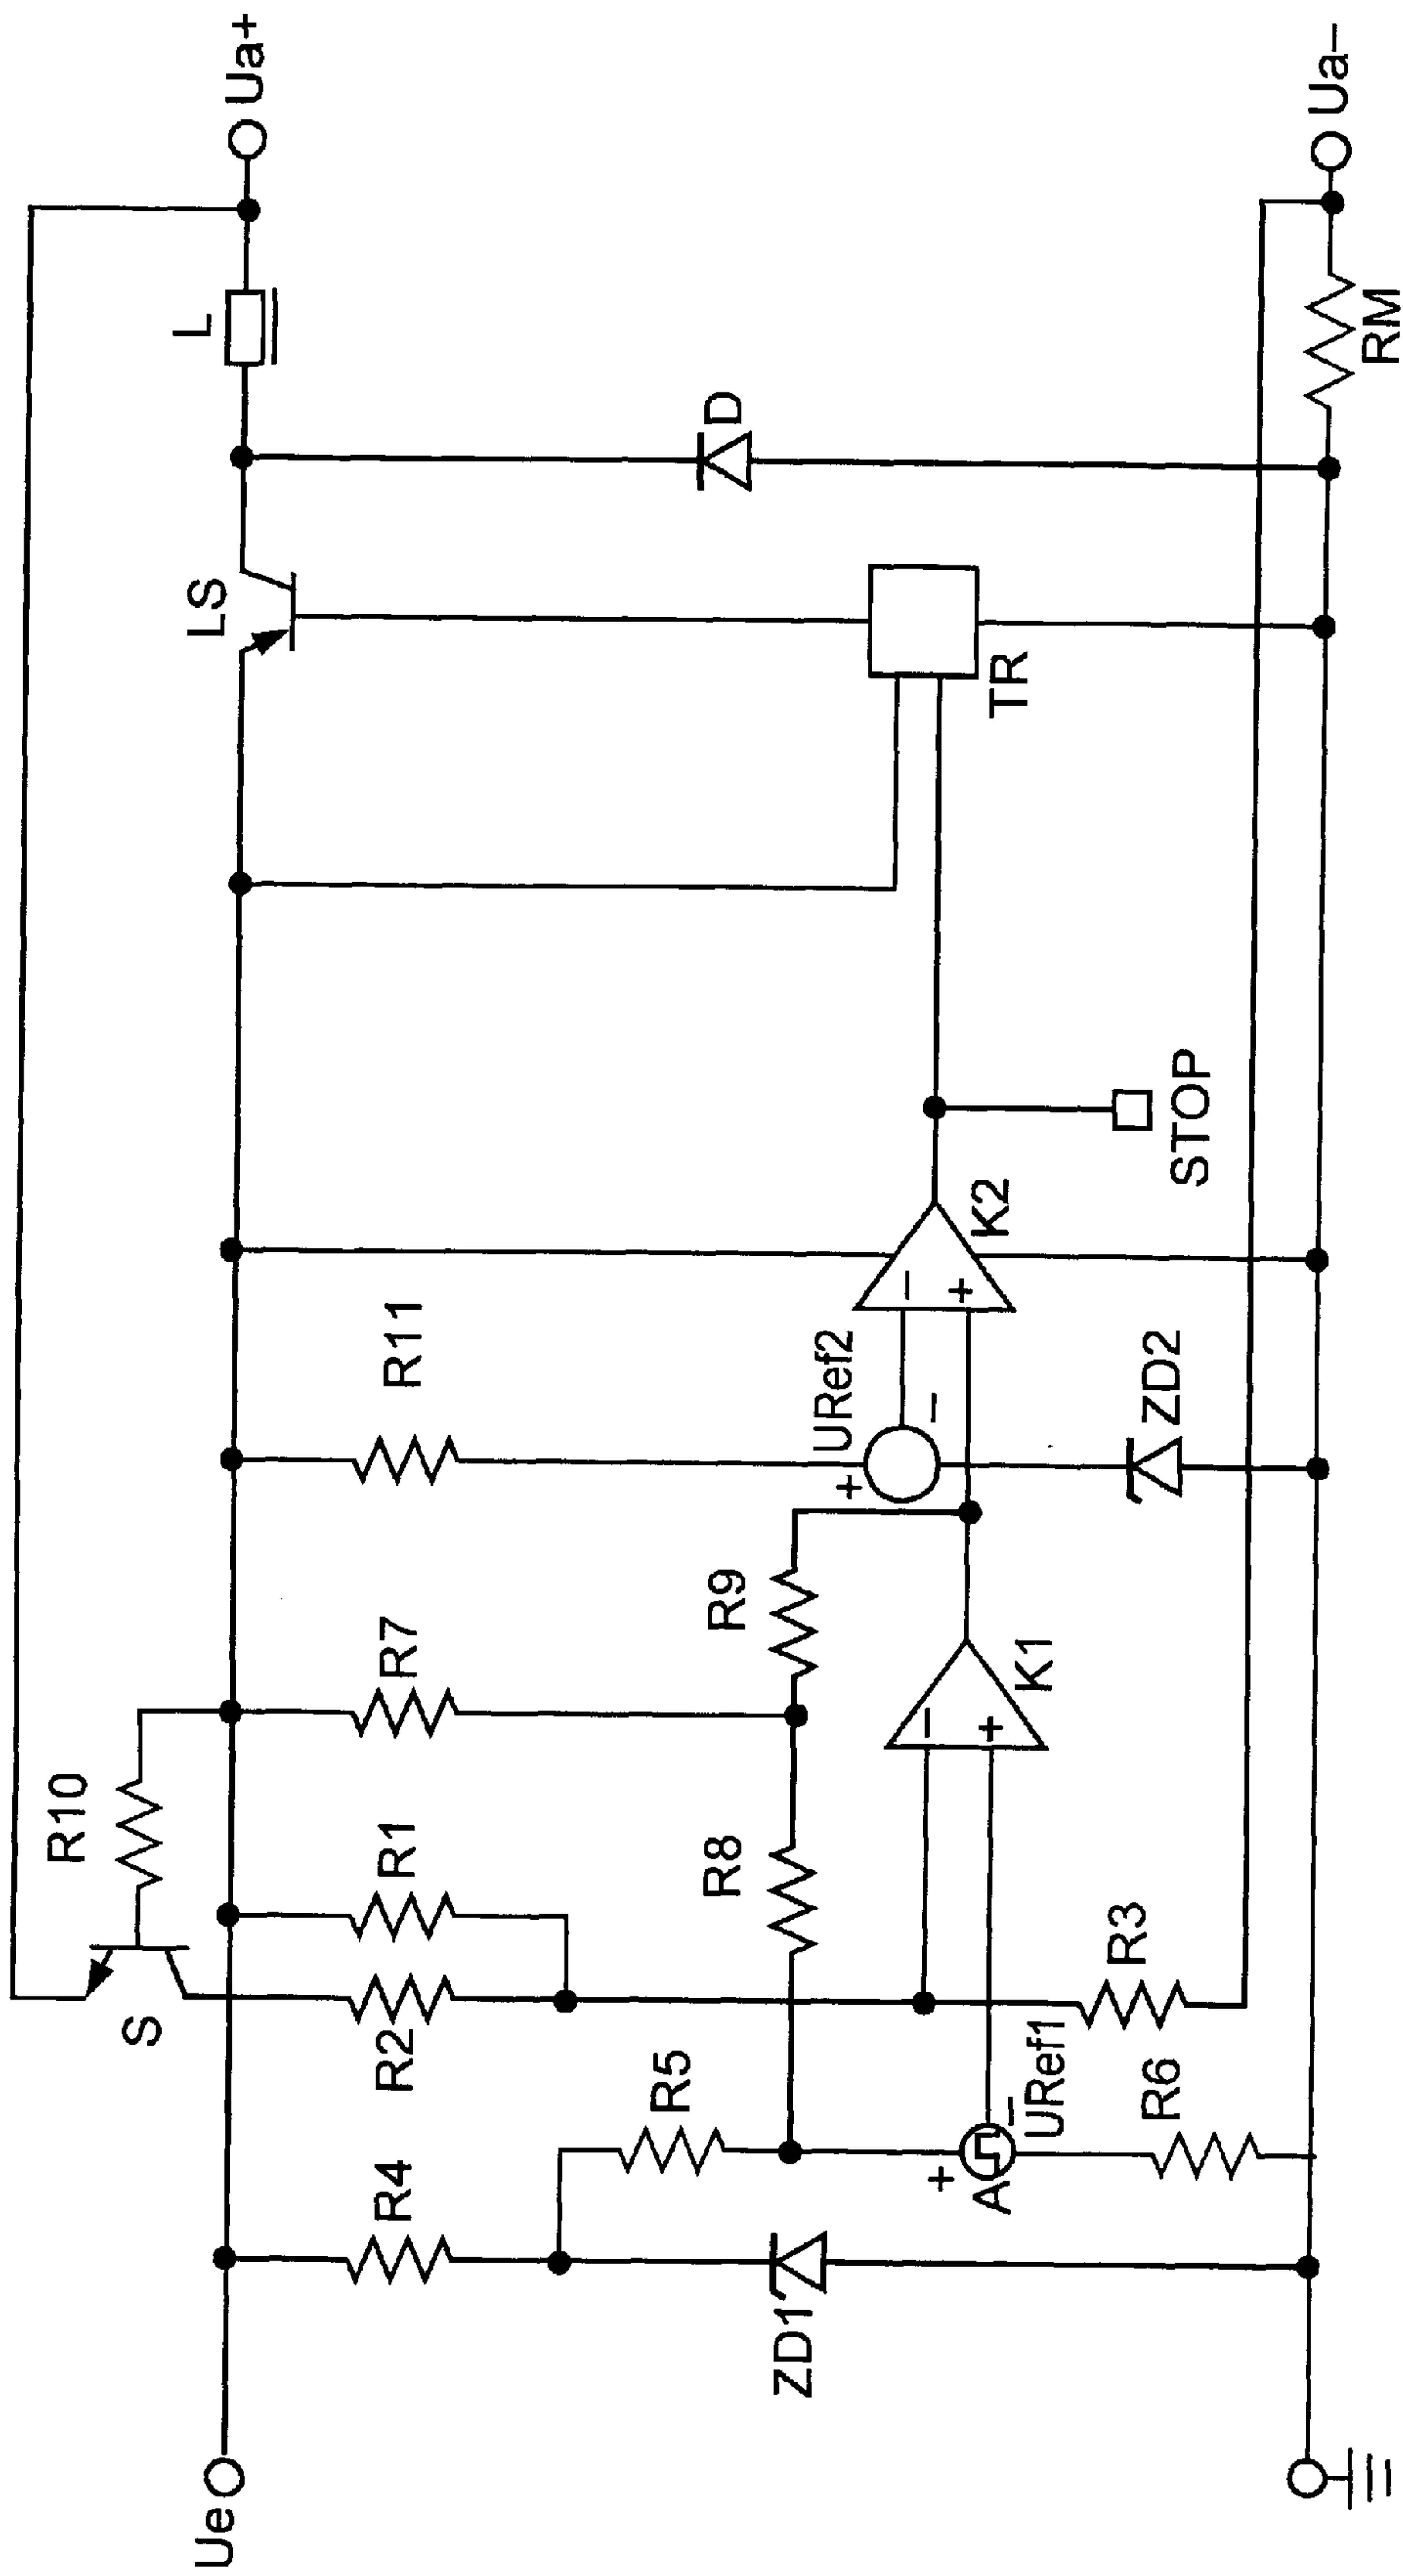 Ue
Ua+
Ua−
S
R10
LS
L
R4
R2
R1
R7
R11
R5
R8
R9
D
ZD1
+
A
−
URef1
R6
R3
−
+
K1
+
URef2
−
ZD2
−
+
K2
STOP
TR
RM